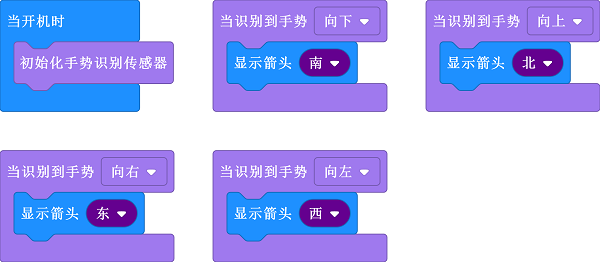 当开机时
初始化手势识别传感器
当识别到手势 向下
显示箭头 南
当识别到手势 向上
显示箭头 北
当识别到手势 向右
显示箭头 东
当识别到手势 向左
显示箭头 西